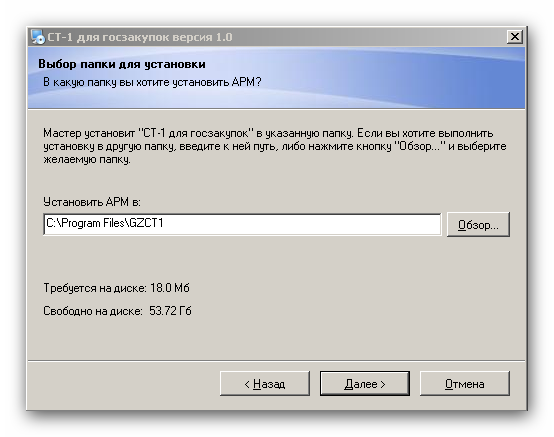 СТ-1 для госзакупок версия 1.0
Выбор папки для установки
В какую папку вы хотите установить АРМ?
Мастер установит "СТ-1 для госзакупок" в указанную папку. Если вы хотите выполнить
установку в другую папку, введите к ней путь, либо нажмите кнопку "Обзор..." и выберите
желаемую папку.
Установить АРМ в:
C:\Program Files\GZCT1
Обзор...
Требуется на диске: 18.0 Мб
Свободно на диске: 53.72 Гб
< Назад
Далее >
Отмена